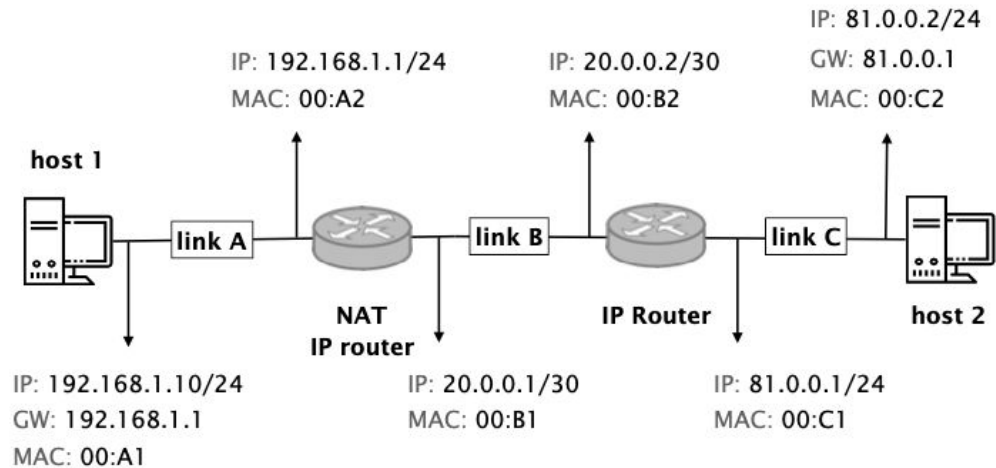 IP: 81.0.0.2/24
GW: 81.0.0.1
MAC: 00:C2
IP: 192.168.1.1/24
MAC: 00:A2
IP: 20.0.0.2/30
MAC: 00:B2
host 1
link A
link B
link C
NAT
IP router
IP Router
host 2
IP: 192.168.1.10/24
GW: 192.168.1.1
MAC: 00:A1
IP: 20.0.0.1/30
MAC: 00:B1
IP: 81.0.0.1/24
MAC: 00:C1